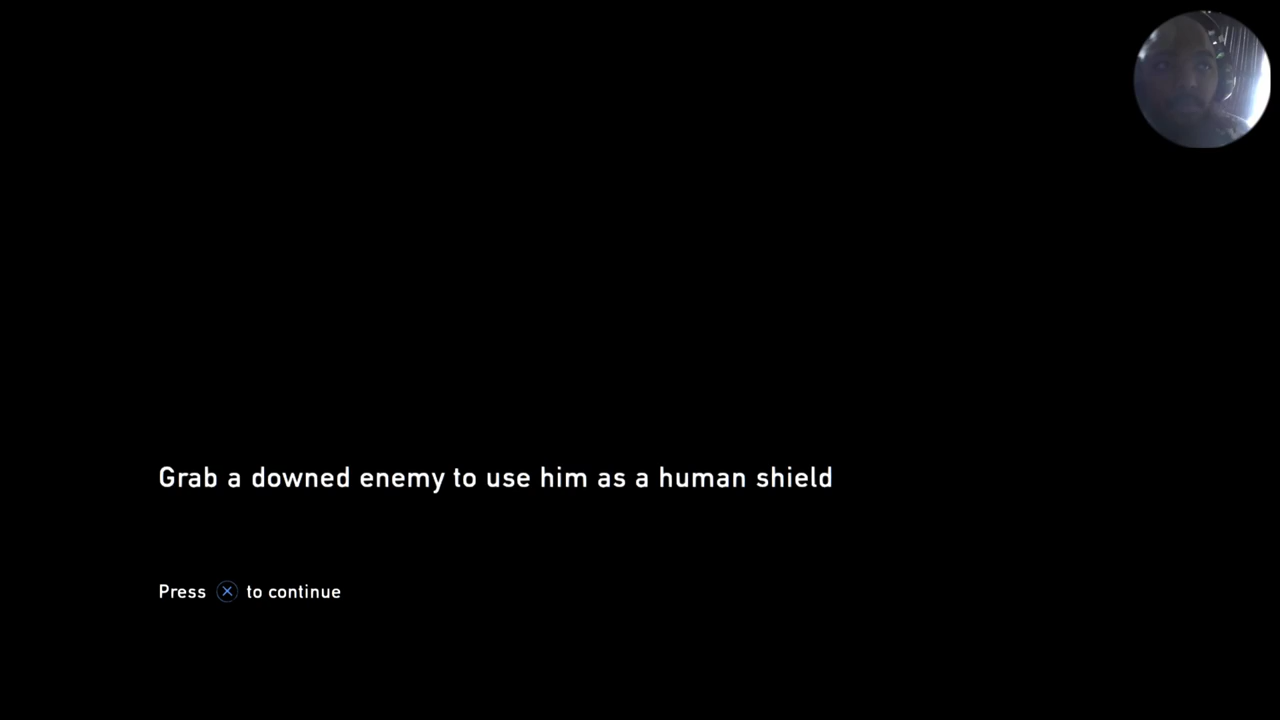 Grab a downed enemy to use him as a human shield
Press ⓧ to continue